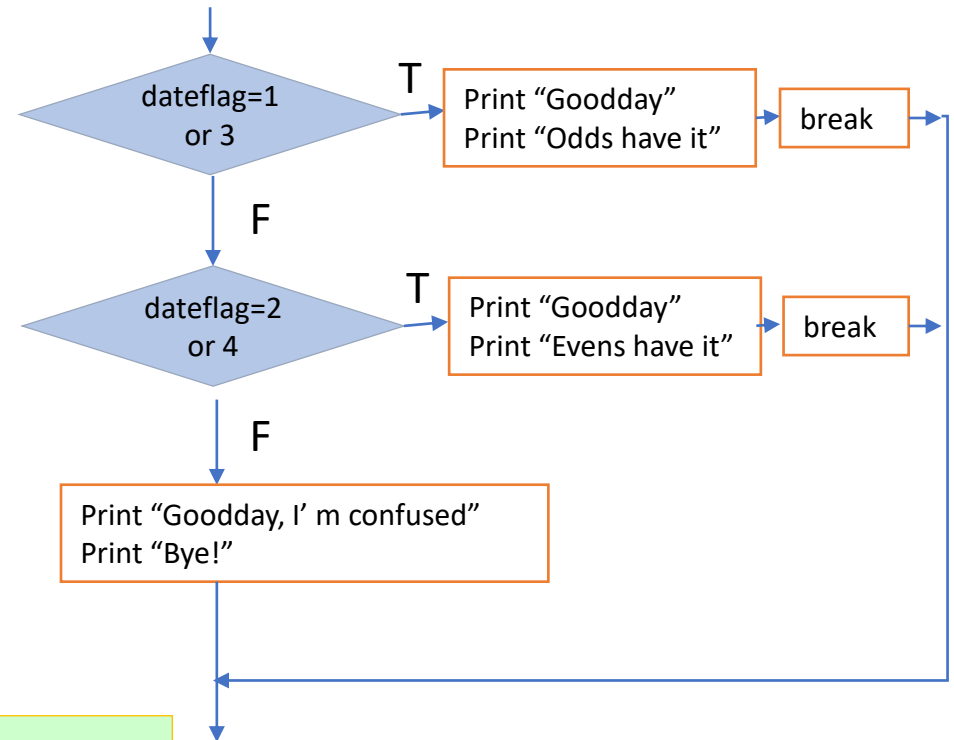 dateflag=1
or 3
T
Print “Goodday”
Print “Odds have it”
break
F
dateflag=2
or 4
T
Print “Goodday”
Print “Evens have it”
break
F
Print “Goodday, I’ m confused”
Print “Bye!”